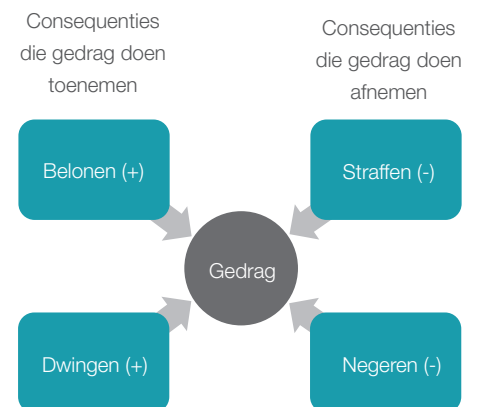 Consequenties
die gedrag doen
toenemen
Consequenties
die gedrag doen
afnemen
Belonen (+)
Straffen (-)
Gedrag
Dwingen (+)
Negeren (-)